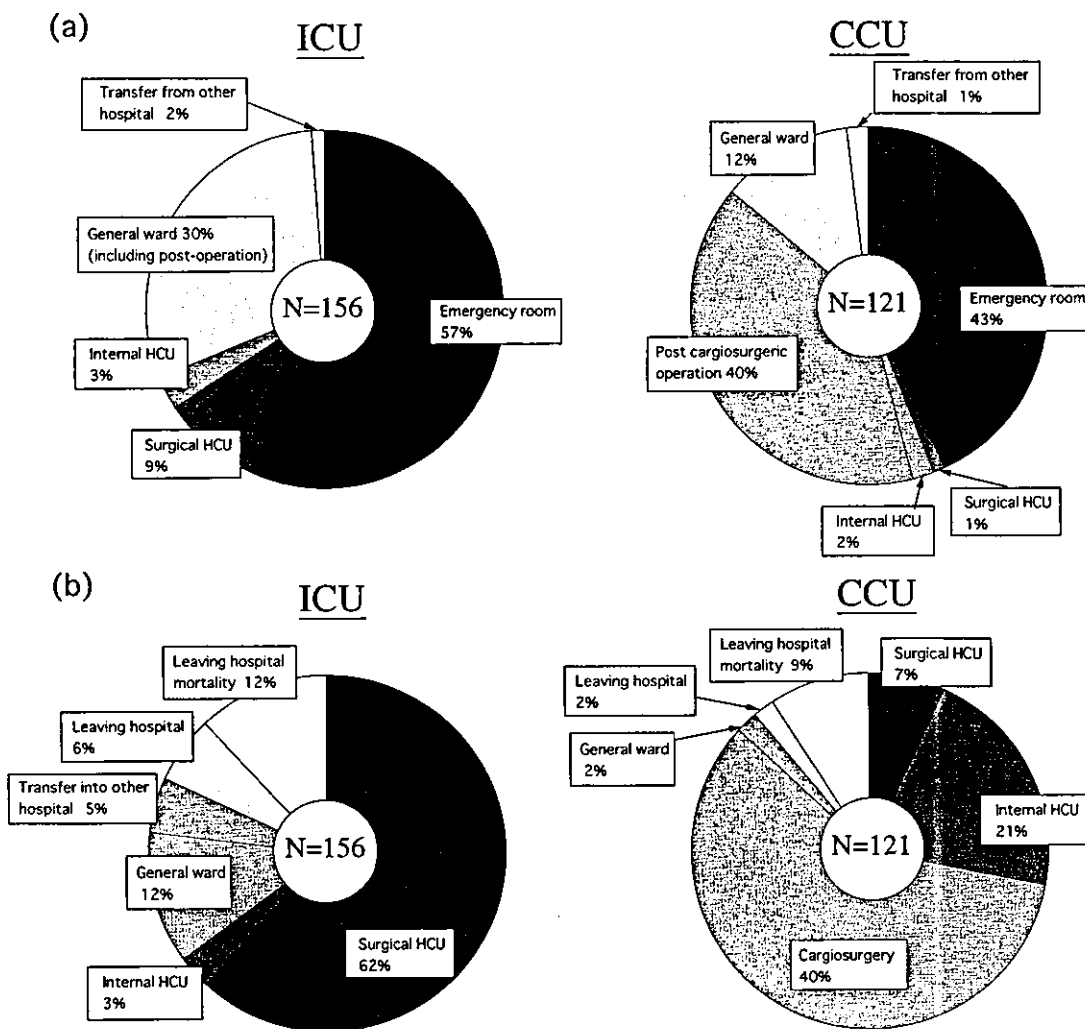 (a)
ICU
Transfer from other
hospital 2%
General ward 30%
(including post-operation)
N=156
Emergency room
57%
Internal HCU
3%
Surgical HCU
9%
CCU
Transfer from other
hospital 1%
General ward
12%
N=121
Emergency room
43%
Post cargiosurgeric
operation 40%
Surgical HCU
1%
Internal HCU
2%
(b)
ICU
Leaving hospital
mortality 12%
Leaving hospital
6%
Transfer into other
hospital 5%
N=156
General ward
12%
Surgical HCU
62%
Internal HCU
3%
CCU
Leaving hospital
mortality 9%
Surgical HCU
7%
Leaving hospital
2%
General ward
2%
Internal HCU
21%
N=121
Cargiosurgery
40%